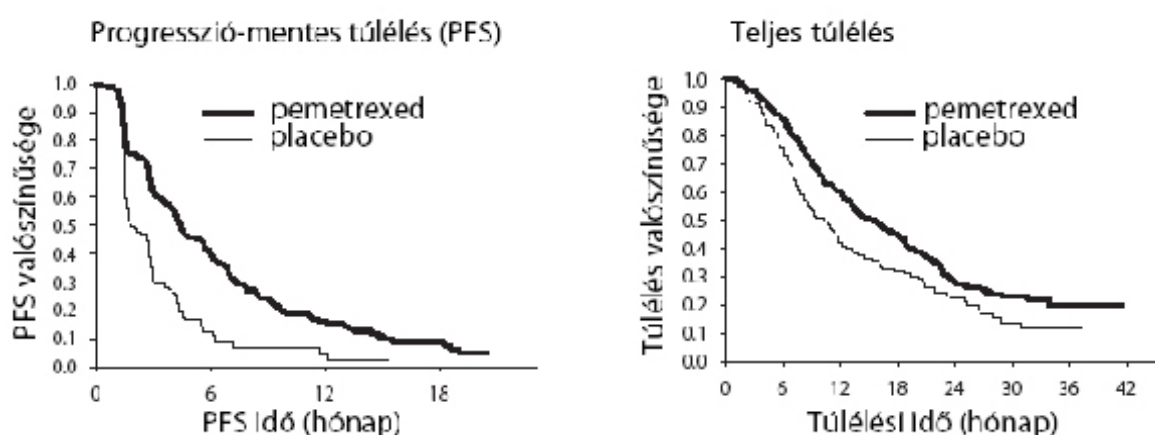 Progresszió-mentes túlélés (PFS)
PFS valószínűsége
1.0
0.9
0.8
0.7
0.6
0.5
0.4
0.3
0.2
0.1
0.0
pemetrexed
placebo
0 6 12 18
PFS Idő (hónap)
Teljes túlélés
Túlélés valószínűsége
1.0
0.9
0.8
0.7
0.6
0.5
0.4
0.3
0.2
0.1
0.0
pemetrexed
placebo
0 6 12 18 24 30 36 42
Túlélési Idő (hónap)